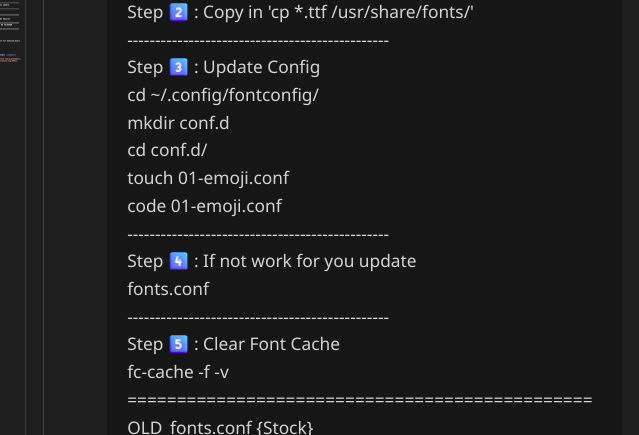 Step 2️⃣ : Copy in 'cp *.ttf /usr/share/fonts/'
-----------------------------------------------
Step 3️⃣ : Update Config
cd ~/.config/fontconfig/
mkdir conf.d
cd conf.d/
touch 01-emoji.conf
code 01-emoji.conf
-----------------------------------------------
Step 4️⃣ : If not work for you update
fonts.conf
-----------------------------------------------
Step 5️⃣ : Clear Font Cache
fc-cache -f -v
==================================================
OLD fonts.conf {Stock}